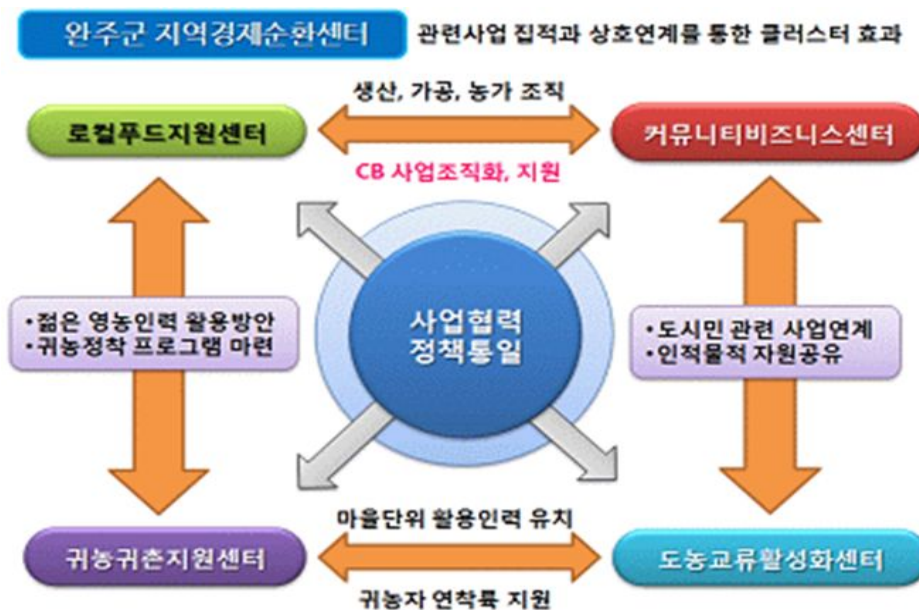 완주군 지역경제순환센터
관련사업 집적과 상호연계를 통한 클러스터 효과
생산, 가공, 농가 조직
로컬푸드지원센터
커뮤니티비즈니스센터
CB 사업조직화, 지원
•젊은 영농인력 활용방안
•귀농정착 프로그램 마련
사업협력
정책통일
•도시민 관련 사업연계
•인적물적 자원공유
마을단위 활용인력 유치
귀농귀촌지원센터
도농교류활성화센터
귀농자 연착륙 지원